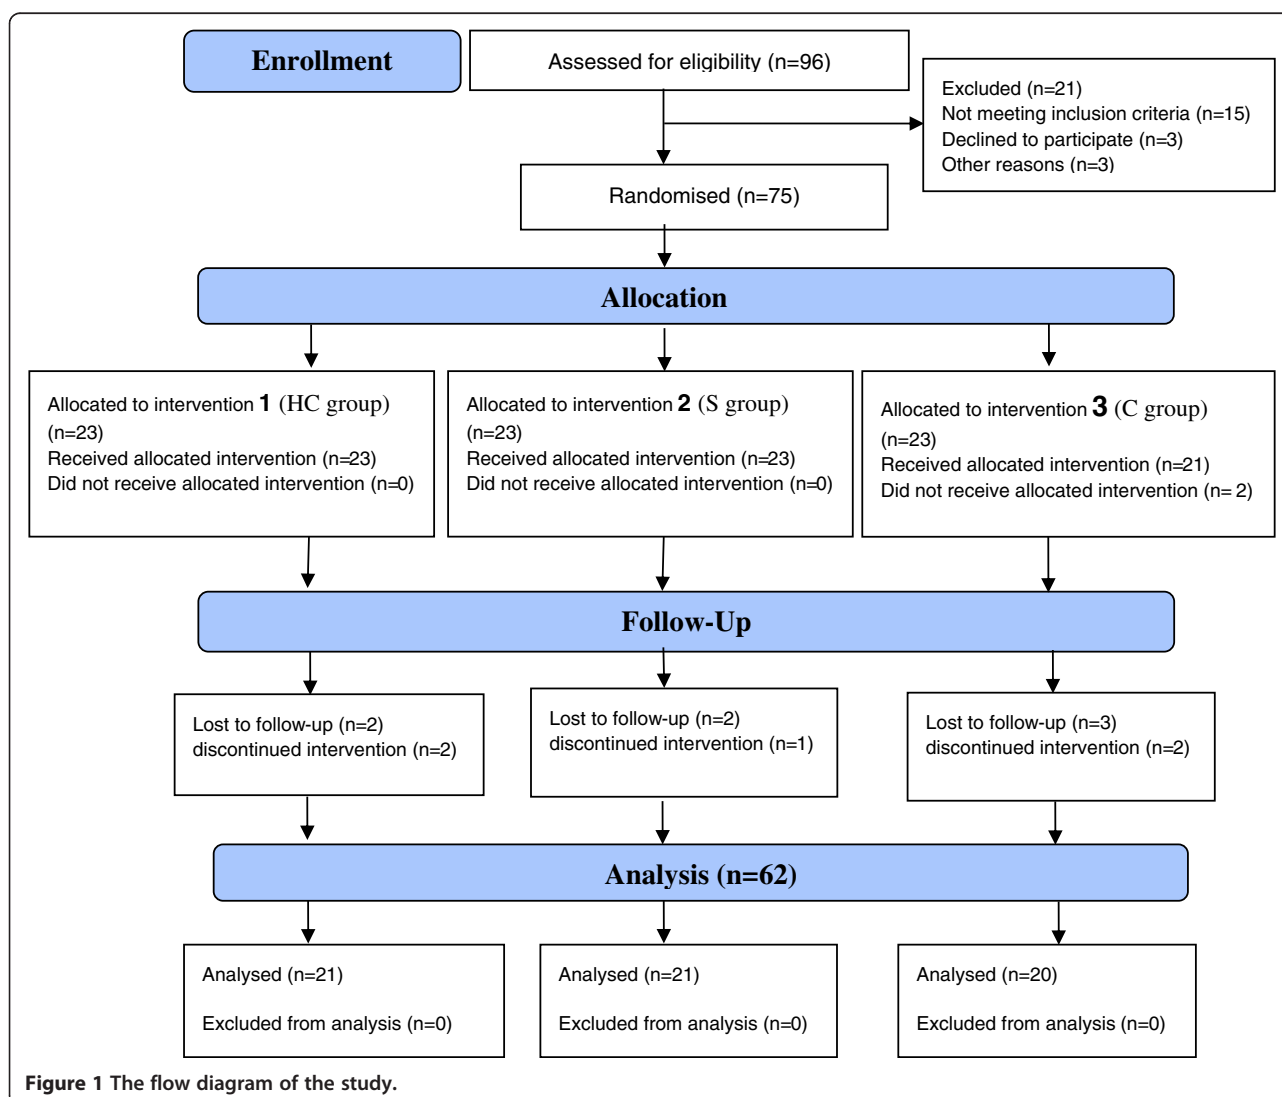 Enrollment
Assessed for eligibility (n=96)
Excluded (n=21)
Not meeting inclusion criteria (n=15)
Declined to participate (n=3)
Other reasons (n=3)
Randomised (n=75)
Allocation
Allocated to intervention 1 (HC group)
(n=23)
Received allocated intervention (n=23)
Did not receive allocated intervention (n=0)
Allocated to intervention 2 (S group)
(n=23)
Received allocated intervention (n=23)
Did not receive allocated intervention (n=0)
Allocated to intervention 3 (C group)
(n=23)
Received allocated intervention (n=21)
Did not receive allocated intervention (n= 2)
Follow-Up
Lost to follow-up (n=2)
discontinued intervention (n=2)
Lost to follow-up (n=2)
discontinued intervention (n=1)
Lost to follow-up (n=3)
discontinued intervention (n=2)
Analysis (n=62)
Analysed (n=21)
Excluded from analysis (n=0)
Analysed (n=21)
Excluded from analysis (n=0)
Analysed (n=20)
Excluded from analysis (n=0)
Figure 1 The flow diagram of the study.